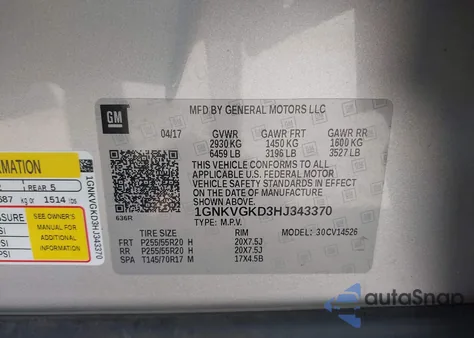 GM
MFD BY GENERAL MOTORS LLC
04/17 GVWR GAWR FRT GAWR RR
2930 KG 1450 KG 1600 KG
6459 LB 3196 LB 3527 LB
THIS VEHICLE CONFORMS TO ALL
APPLICABLE U.S. FEDERAL MOTOR
VEHICLE SAFETY STANDARDS IN
EFFECT ON THE DATE OF MANUFACTURE
SHOWN ABOVE.
1GNKVGKD3HJ343370
TYPE: M.P.V.
636R
MODEL: 30CV14526
TIRE SIZE RIM
FRT P255/55R20 H 20X7.5J
RR P255/55R20 H 20X7.5J
SPA T145/70R17 M 17X4.5B
REAR 5
1514 lbs
SEE OWNER'S
MANUAL FOR
ADDITIONAL
INFORMATION
1GNKVGKD3HJ343370
autoSnap